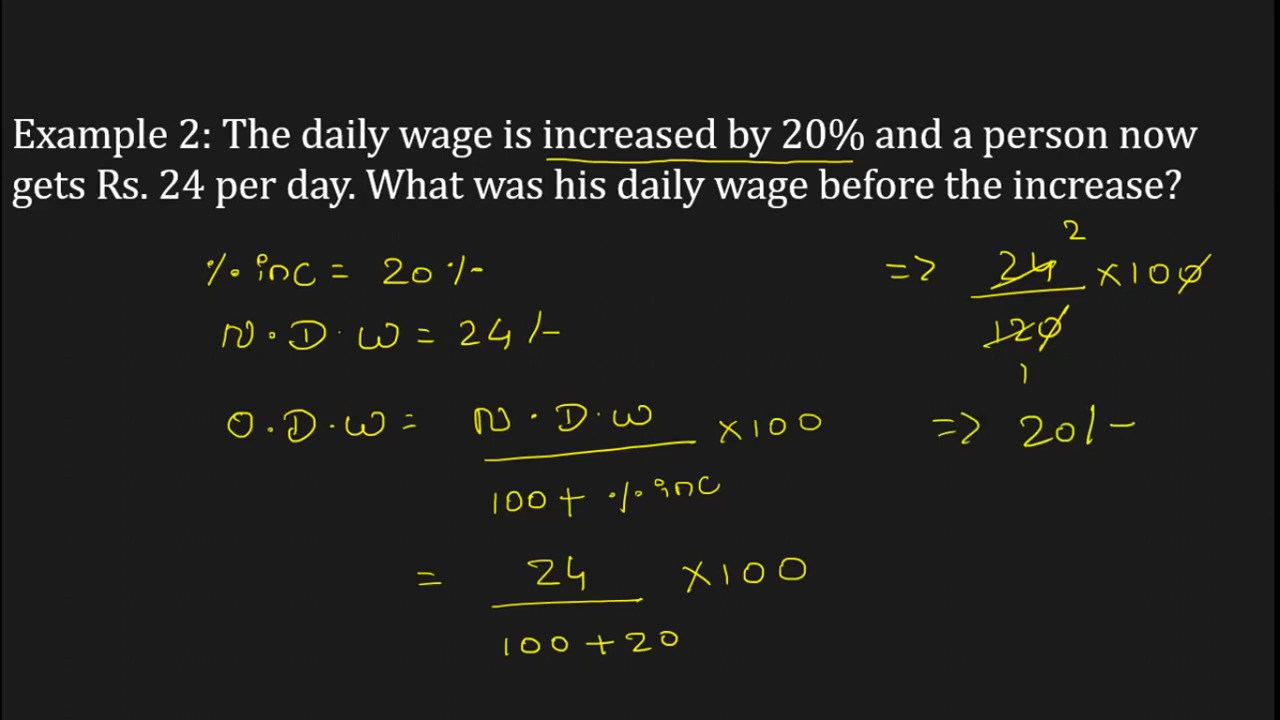 Example 2: The daily wage is increased by 20% and a person now
gets Rs. 24 per day. What was his daily wage before the increase?
% inc = 20 %
N.D.W = 24/-
O.D.W = N.D.W / 100 + % inc × 100
= 24 / 100 + 20 × 100
=> 24 2 / 120 1 × 100
=> 20/-